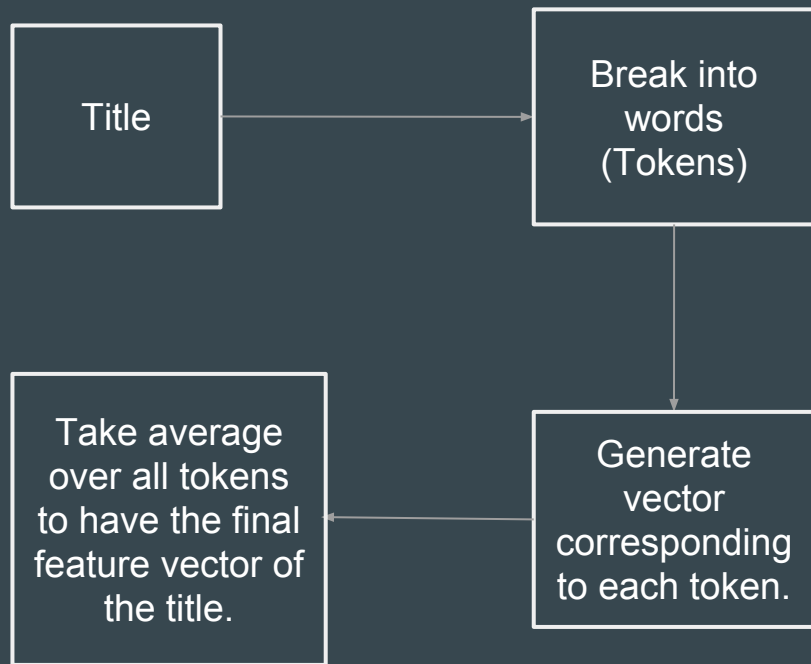 Title
Break into
words
(Tokens)
Generate
vector
corresponding
to each token.
Take average
over all tokens
to have the final
feature vector of
the title.